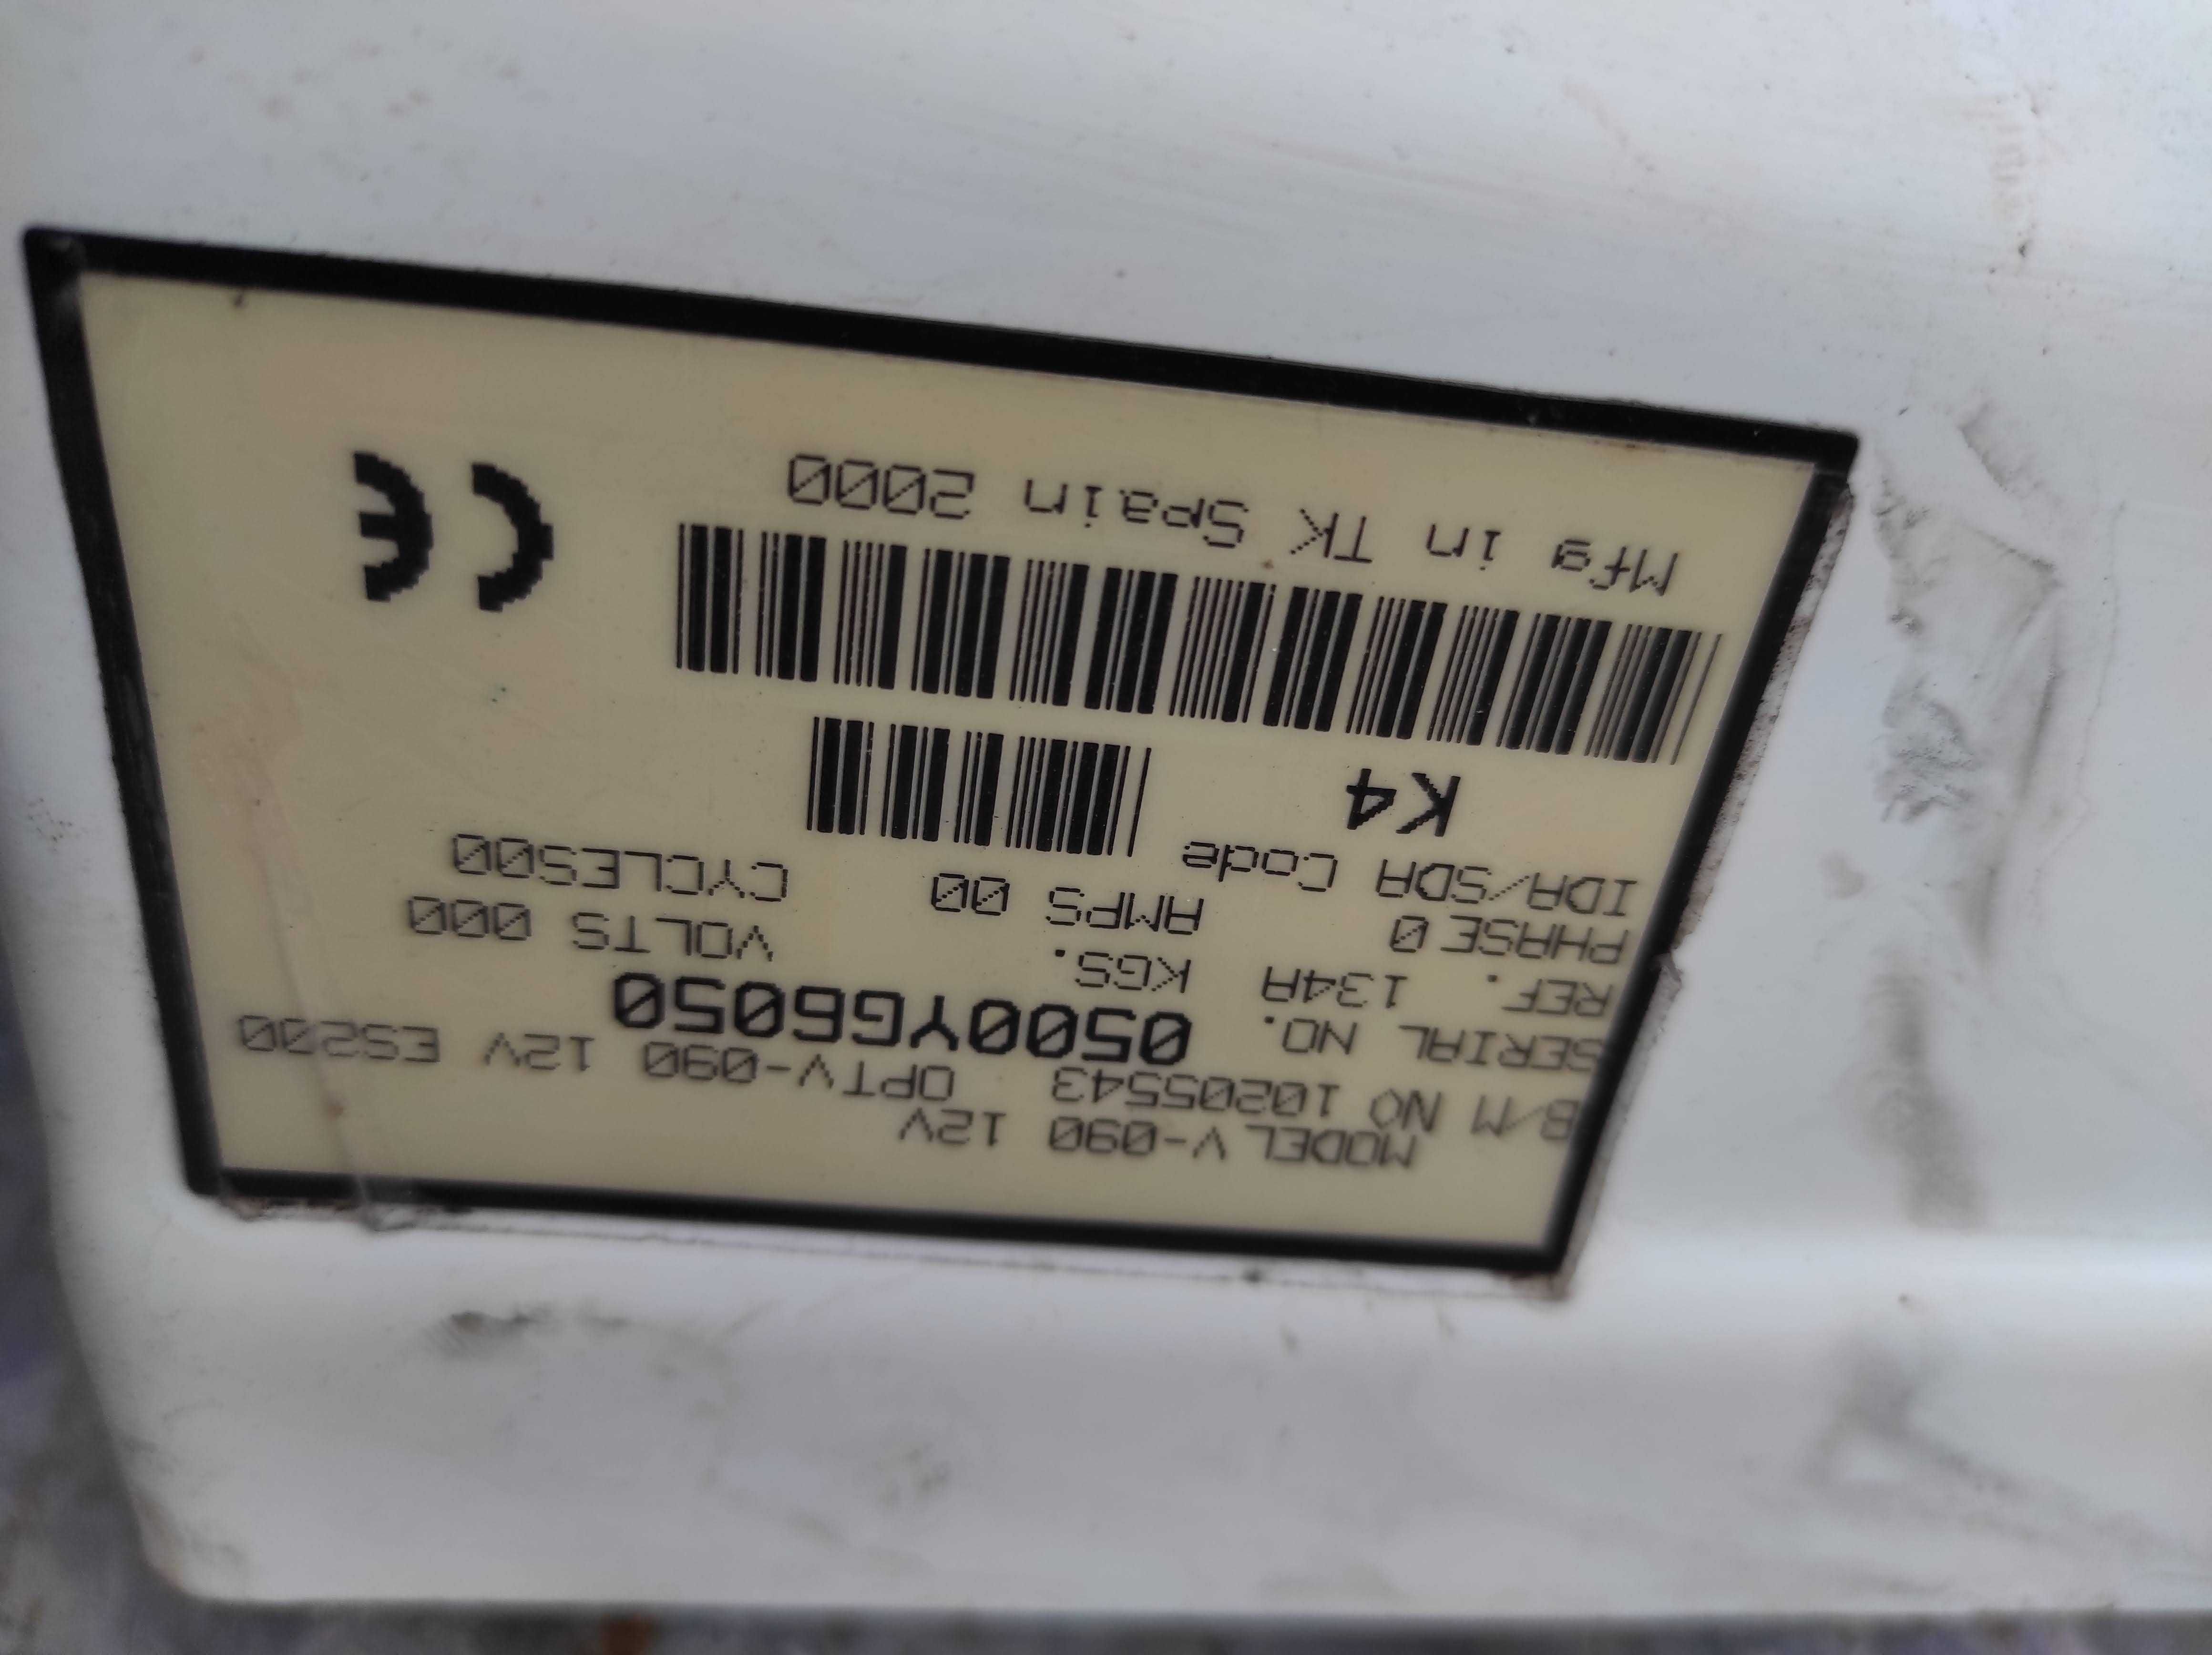 MODEL V-090 12V
B/M NO 10205543 OPTV-090 12V ES200
SERIAL NO. 0500YG6050
REF. 134A KGS. VOLTS 000
PHASE 0 AMPS 00 CYCLES00
IDA/SDA Code
K4
Mfg in TK Spain 2000
CE